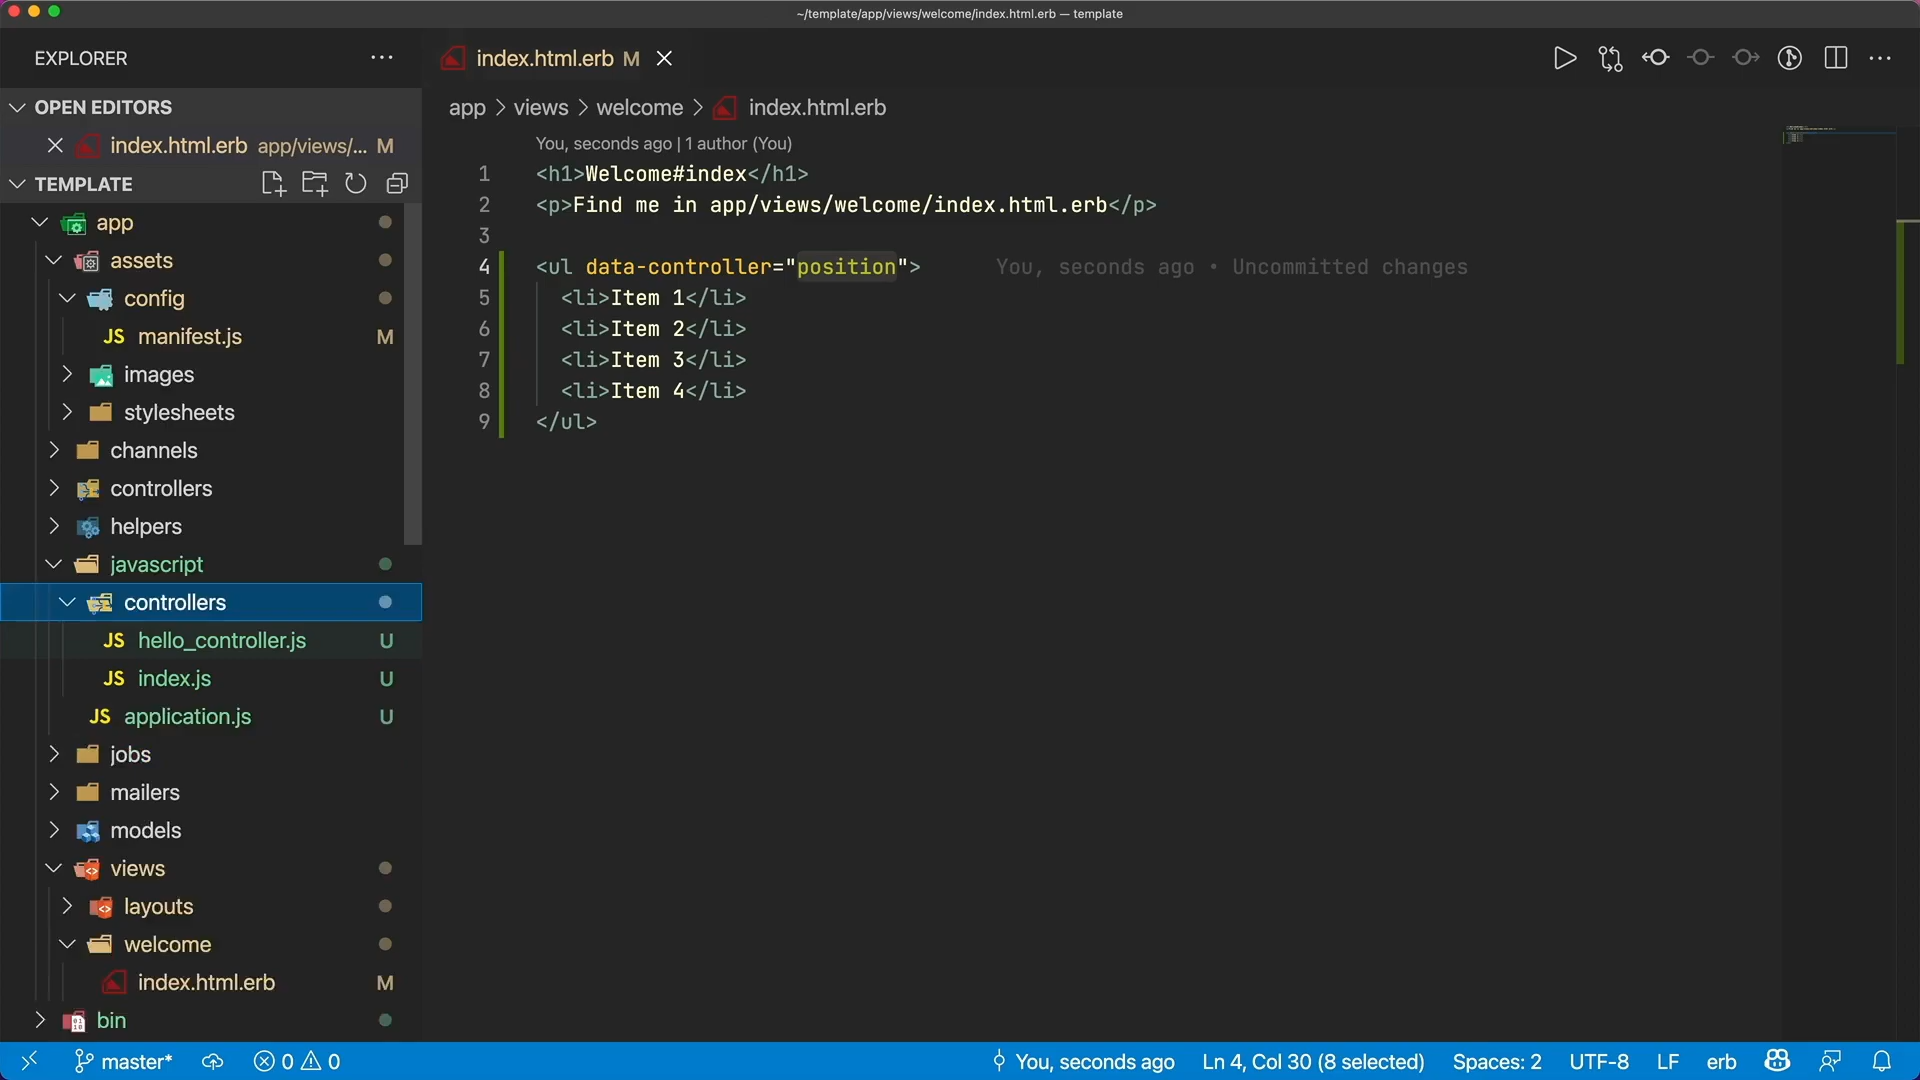 ~/template/app/views/welcome/index.html.erb — template
EXPLORER
OPEN EDITORS
index.html.erb app/views/... M
TEMPLATE
app
assets
config
JS manifest.js M
images
stylesheets
channels
controllers
helpers
javascript
controllers
JS hello_controller.js U
JS index.js U
JS application.js U
jobs
mailers
models
views
layouts
welcome
index.html.erb M
bin
index.html.erb M
app > views > welcome > index.html.erb
You, seconds ago | 1 author (You)
1 <h1>Welcome#index</h1>
2 <p>Find me in app/views/welcome/index.html.erb</p>
3
4 <ul data-controller="position"> You, seconds ago • Uncommitted changes
5 <li>Item 1</li>
6 <li>Item 2</li>
7 <li>Item 3</li>
8 <li>Item 4</li>
9 </ul>
master* 0 0 You, seconds ago Ln 4, Col 30 (8 selected) Spaces: 2 UTF-8 LF erb